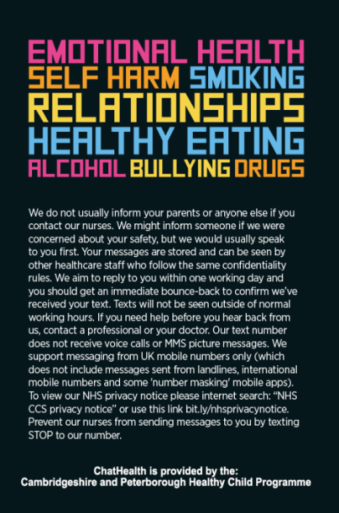 EMOTIONAL HEALTH
SELF HARM SMOKING
RELATIONSHIPS
HEALTHY EATING
ALCOHOL BULLYING DRUGS
We do not usually inform your parents or anyone else if you
contact our nurses. We might inform someone if we were
concerned about your safety, but we would usually speak
to you first. Your messages are stored and can be seen by
other healthcare staff who follow the same confidentiality
rules. We aim to reply to you within one working day and
you should get an immediate bounce-back to confirm we've
received your text. Texts will not be seen outside of normal
working hours. If you need help before you hear back from
us, contact a professional or your doctor. Our text number
does not receive voice calls or MMS picture messages. We
support messaging from UK mobile numbers only (which
does not include messages sent from landlines, international
mobile numbers and some 'number masking' mobile apps).
To view our NHS privacy notice please internet search: "NHS
CCS privacy notice" or use this link bit.ly/nhsprivacynotice.
Prevent our nurses from sending messages to you by texting
STOP to our number.
ChatHealth is provided by the:
Cambridgeshire and Peterborough Healthy Child Programme